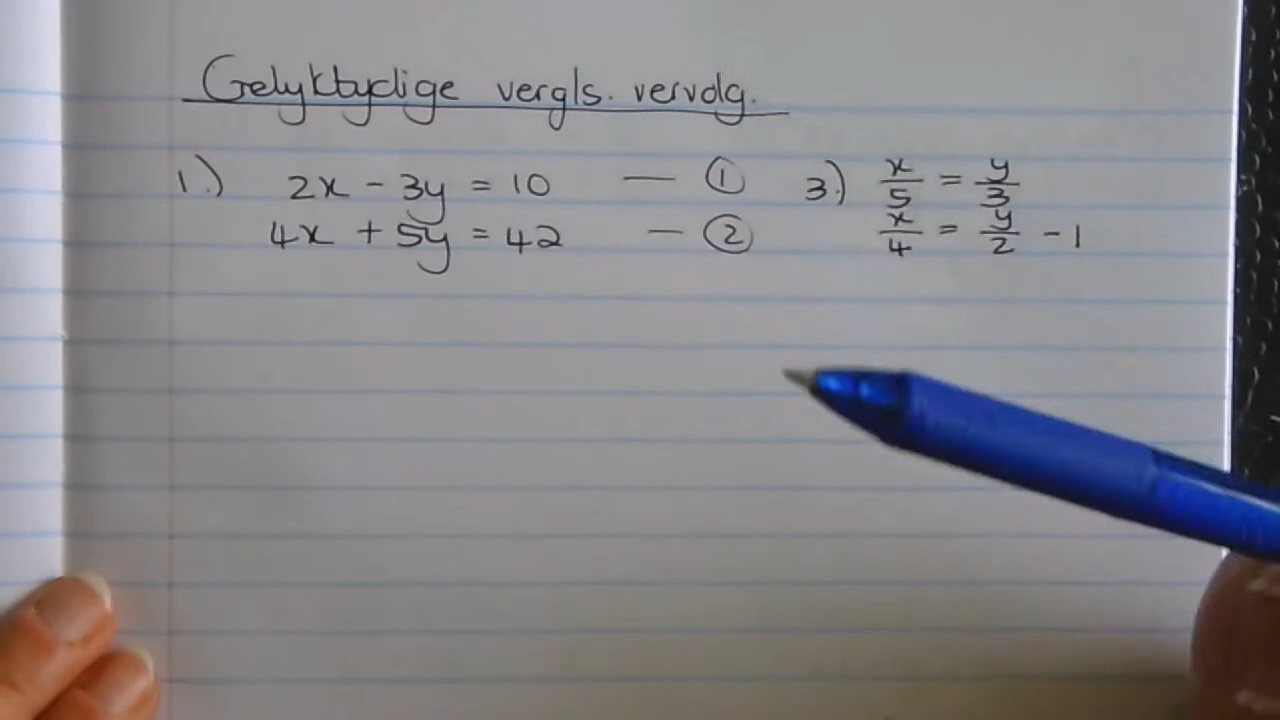 Gelyktydige vergls. vervolg.
1.) 2x - 3y = 10 — ①
4x + 5y = 42 — ②
3.) x/5 = y/3
x/4 = y/2 - 1